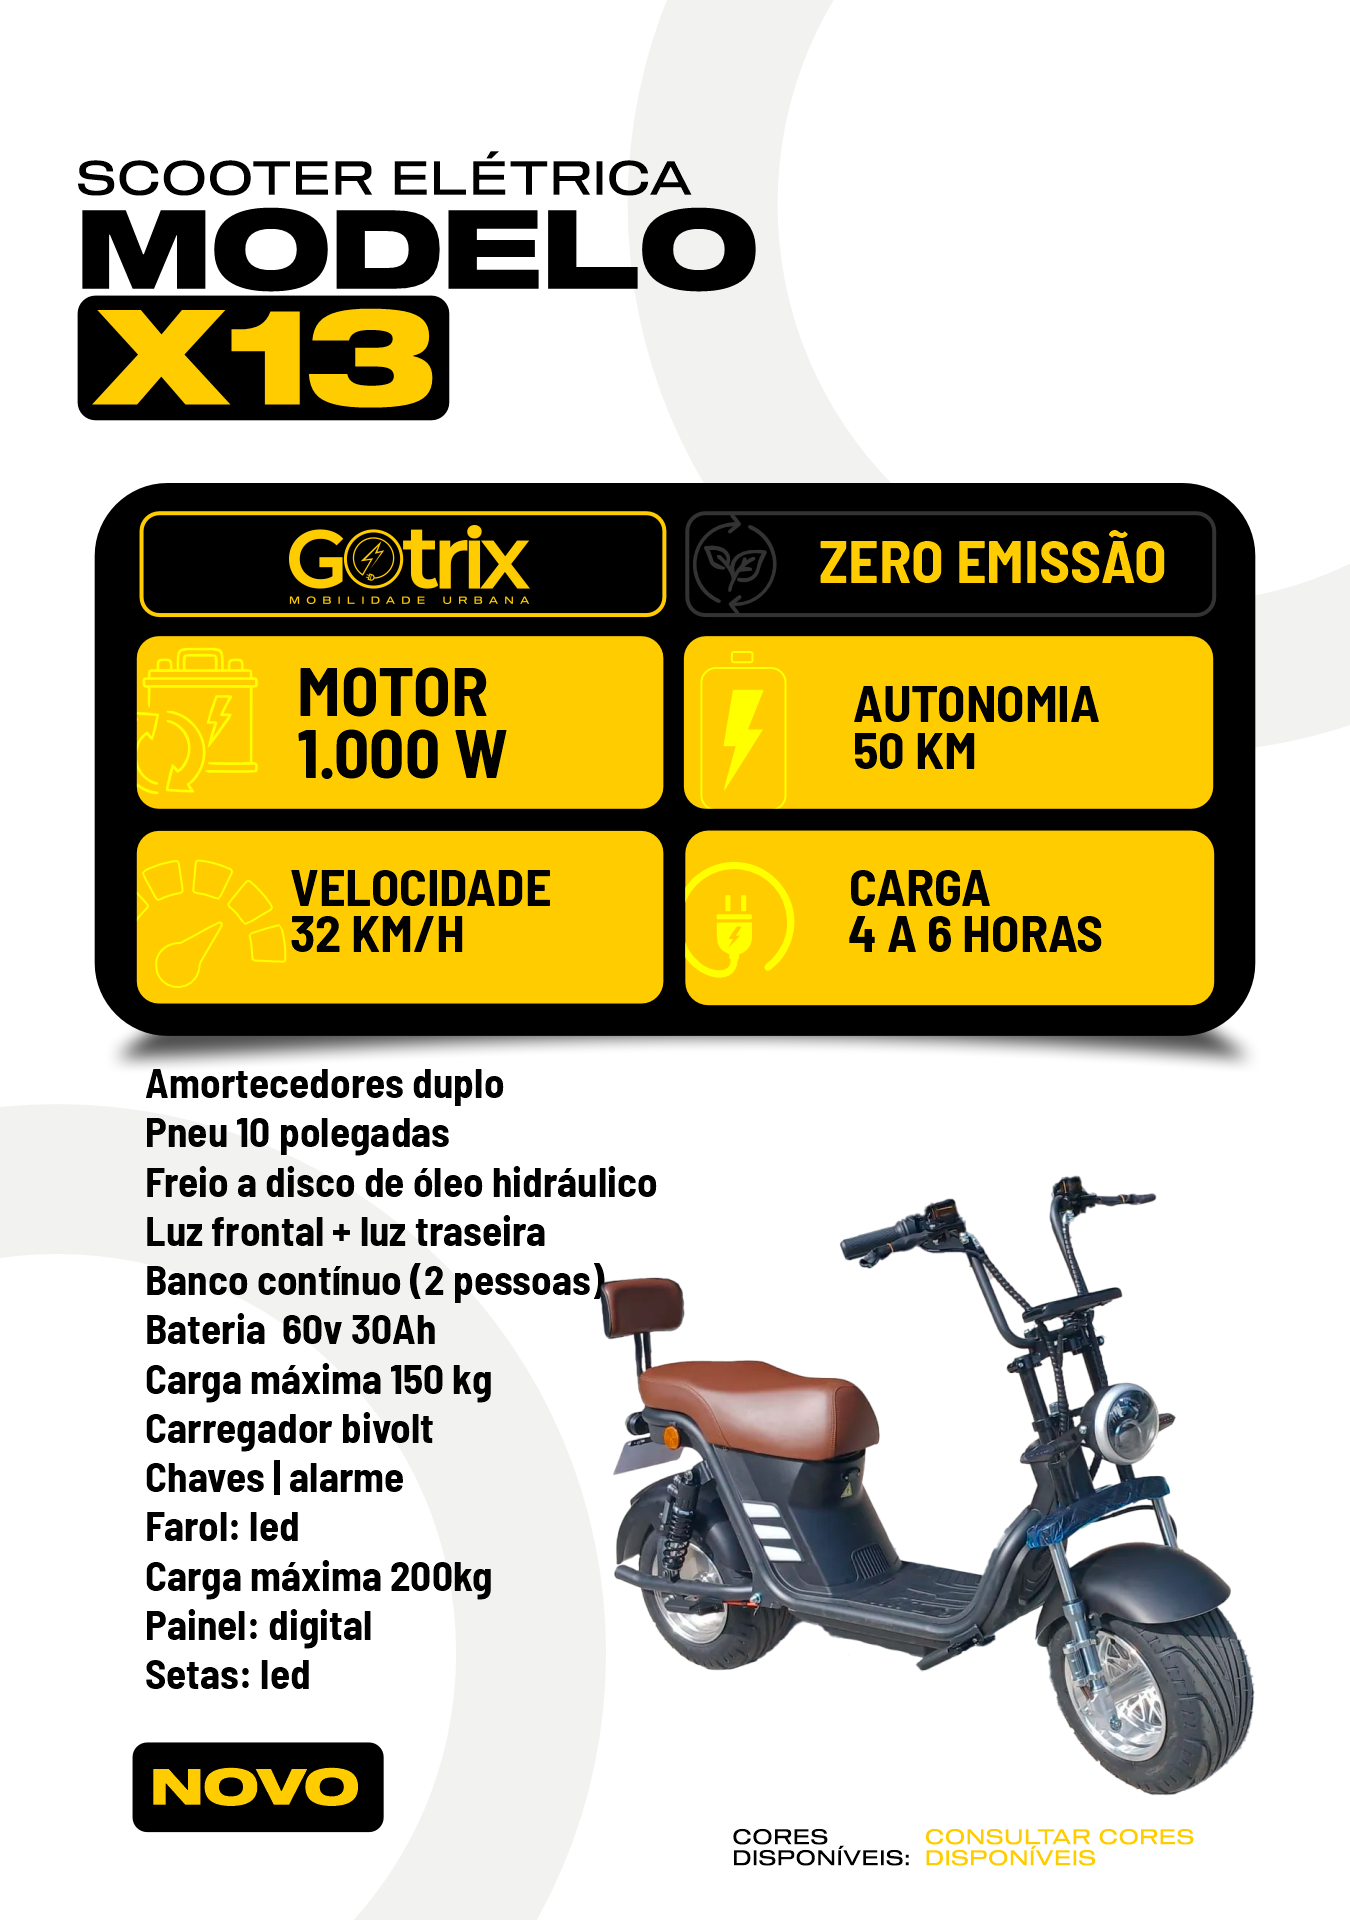 SCOOTER ELÉTRICA
MODELO
X13
Gotrix
MOBILIDADE URBANA
ZERO EMISSÃO
MOTOR
1.000 W
AUTONOMIA
50 KM
VELOCIDADE
32 KM/H
CARGA
4 A 6 HORAS
Amortecedores duplo
Pneu 10 polegadas
Freio a disco de óleo hidráulico
Luz frontal + luz traseira
Banco contínuo (2 pessoas)
Bateria  60v 30Ah
Carga máxima 150 kg
Carregador bivolt
Chaves | alarme
Farol: led
Carga máxima 200kg
Painel: digital
Setas: led
NOVO
CORES
DISPONÍVEIS:
CONSULTAR CORES
DISPONÍVEIS